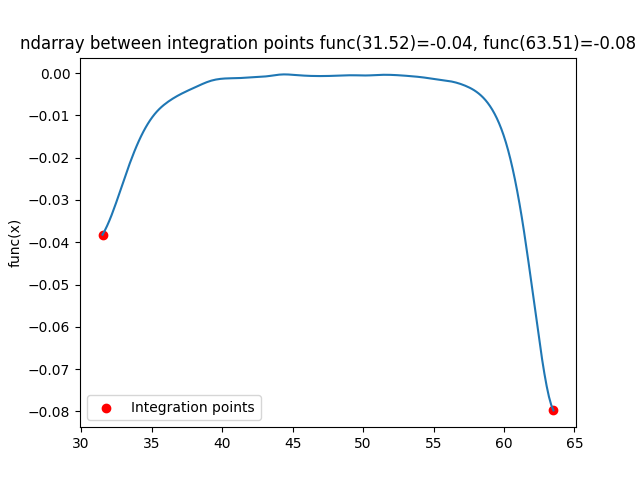 ndarray between integration points func(31.52)=-0.04, func(63.51)=-0.08
0.00
−0.01
−0.02
−0.03
−0.04
−0.05
−0.06
−0.07
−0.08
func(x)
Integration points
30 35 40 45 50 55 60 65